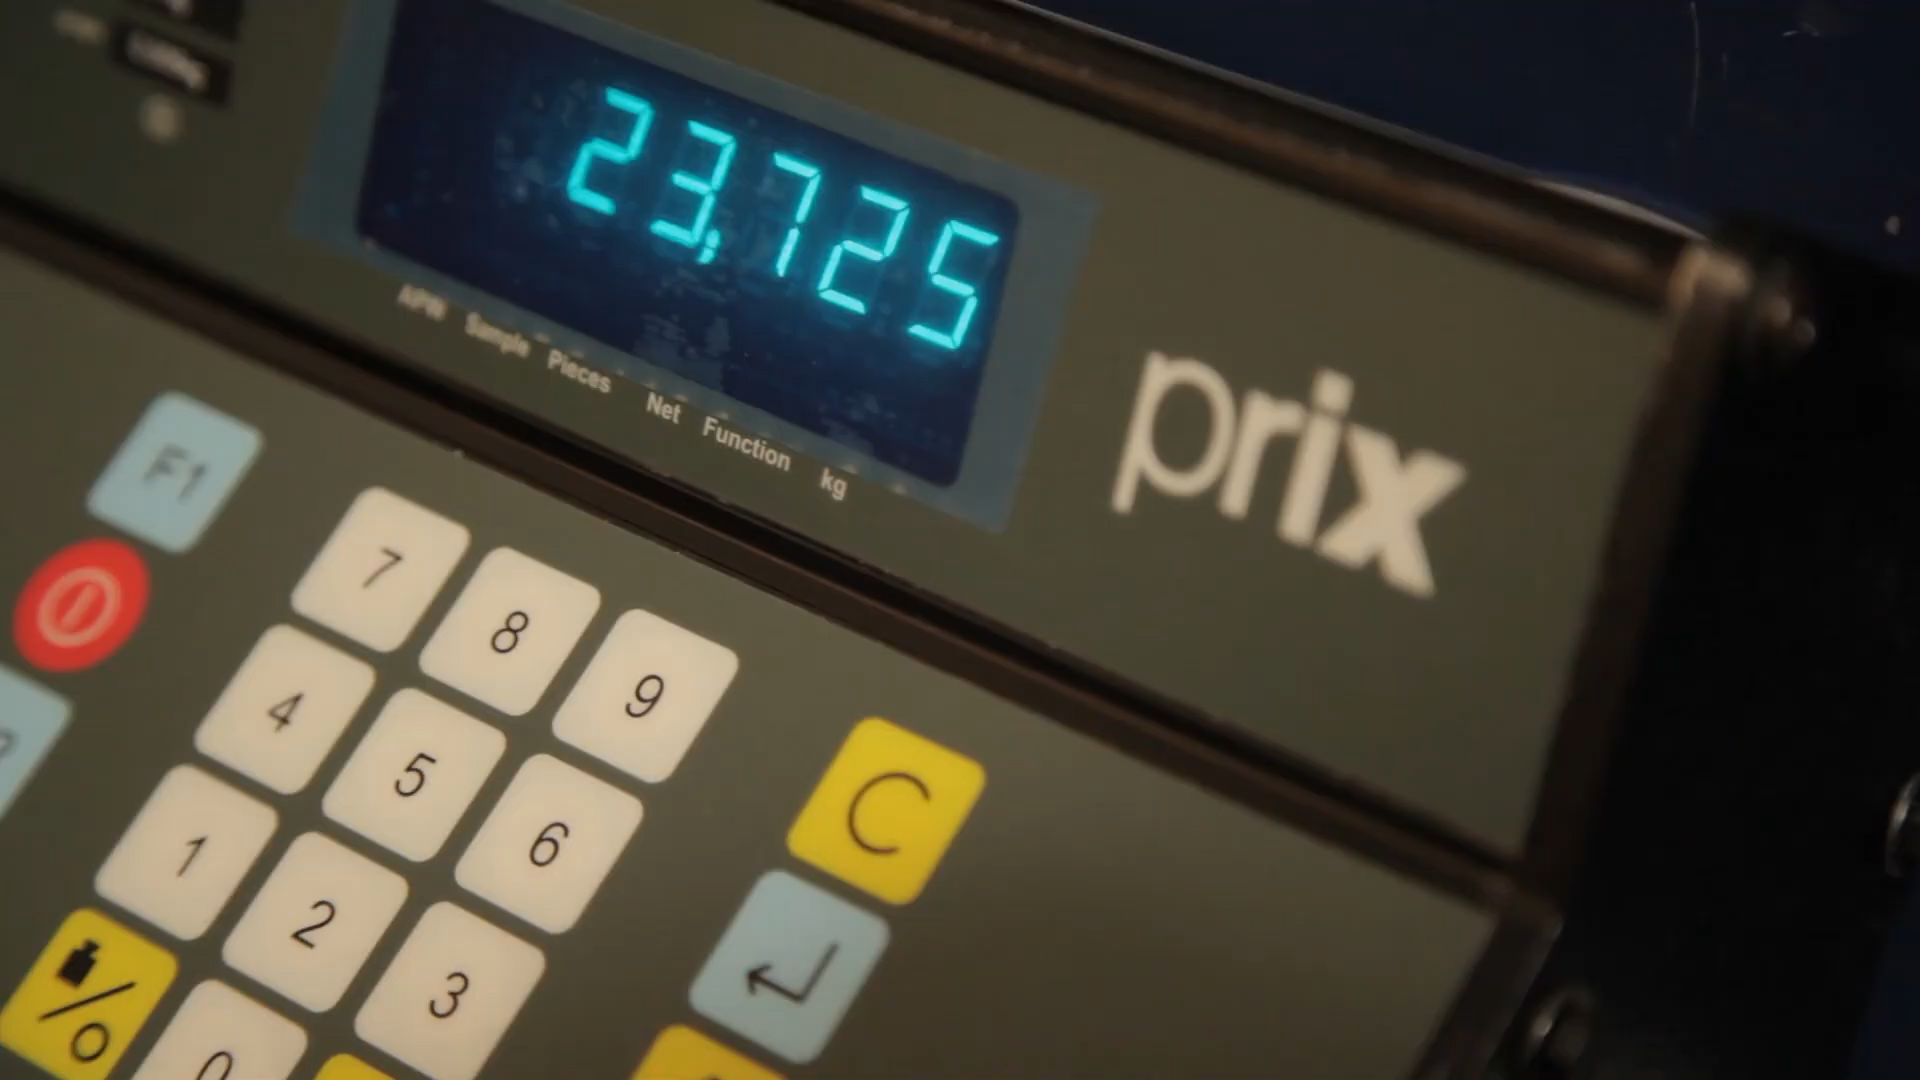 23,725
APW Sample Pieces Net Function kg
prix
F1
7 8 9
4 5 6 C
1 2 3
0